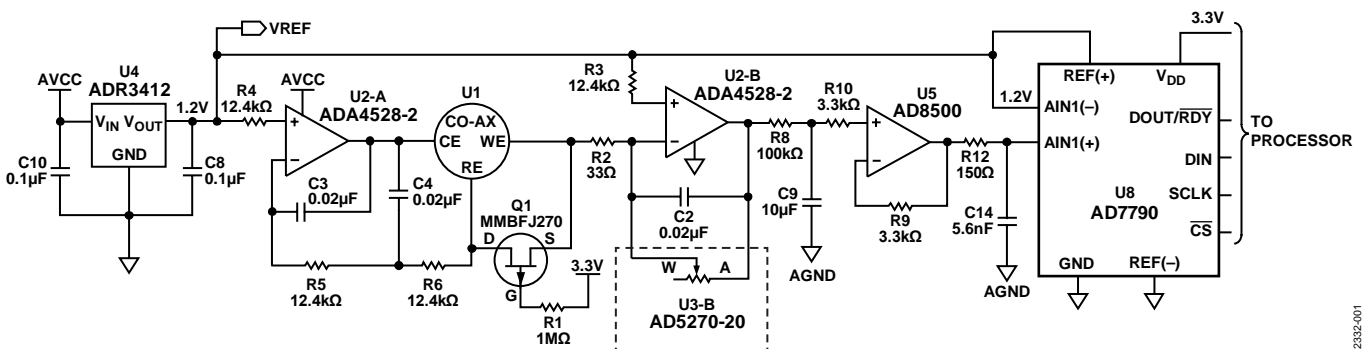 VREF
AVCC
U4
ADR3412
VIN VOUT
GND
1.2V
C10
0.1µF
C8
0.1µF
R4
12.4kΩ
AVCC
U2-A
ADA4528-2
+
−
C3
0.02µF
C4
0.02µF
R5
12.4kΩ
R6
12.4kΩ
U1
CO-AX
CE WE
RE
Q1
MMBFJ270
D S
G
R1
1MΩ
3.3V
R2
33Ω
R3
12.4kΩ
U2-B
ADA4528-2
+
−
C2
0.02µF
W A
U3-B
AD5270-20
R8
100kΩ
C9
10µF
AGND
R10
3.3kΩ
U5
AD8500
+
−
R9
3.3kΩ
R12
150Ω
C14
5.6nF
AGND
1.2V
3.3V
REF(+) VDD
AIN1(−)
AIN1(+)
DOUT/RDY
DIN
SCLK
CS
U8
AD7790
GND REF(−)
TO
PROCESSOR
2332-001